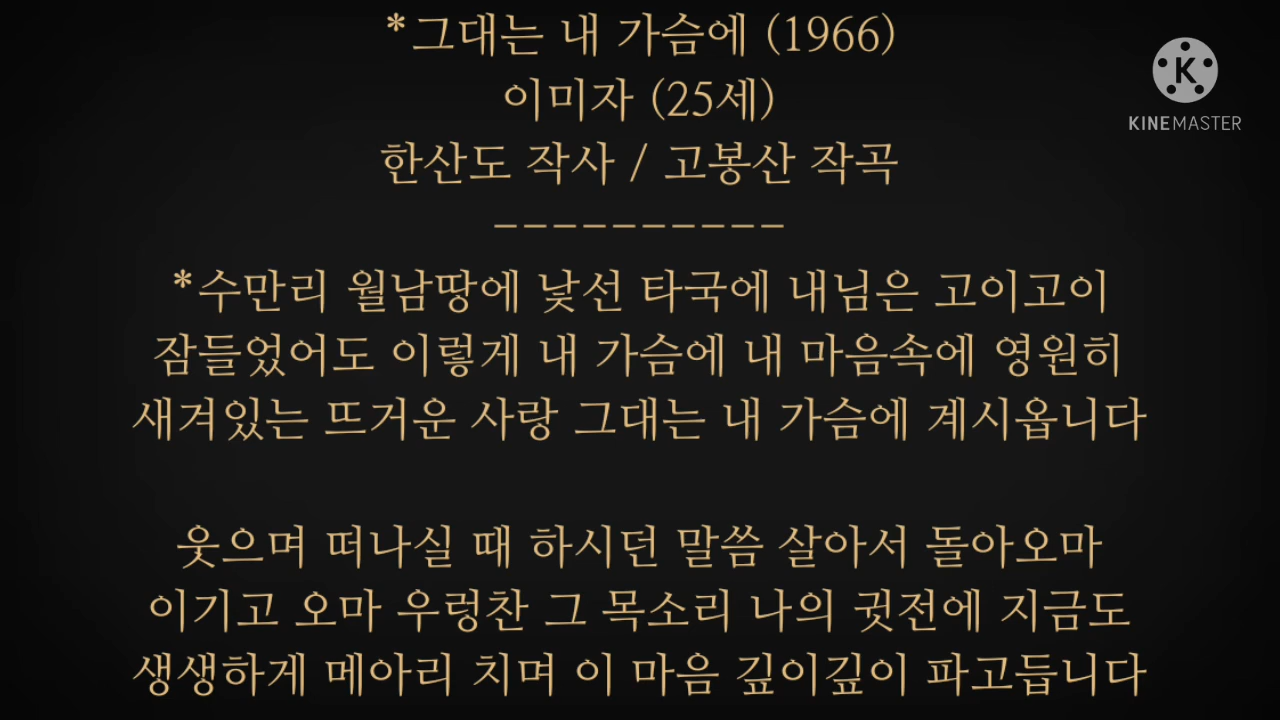 *그대는 내 가슴에 (1966)
이미자 (25세)
한산도 작사 / 고봉산 작곡
----------
*수만리 월남땅에 낯선 타국에 내님은 고이고이
잠들었어도 이렇게 내 가슴에 내 마음속에 영원히
새겨있는 뜨거운 사랑 그대는 내 가슴에 계시옵니다
웃으며 떠나실 때 하시던 말씀 살아서 돌아오마
이기고 오마 우렁찬 그 목소리 나의 귓전에 지금도
생생하게 메아리 치며 이 마음 깊이깊이 파고듭니다
K
KINEMASTER